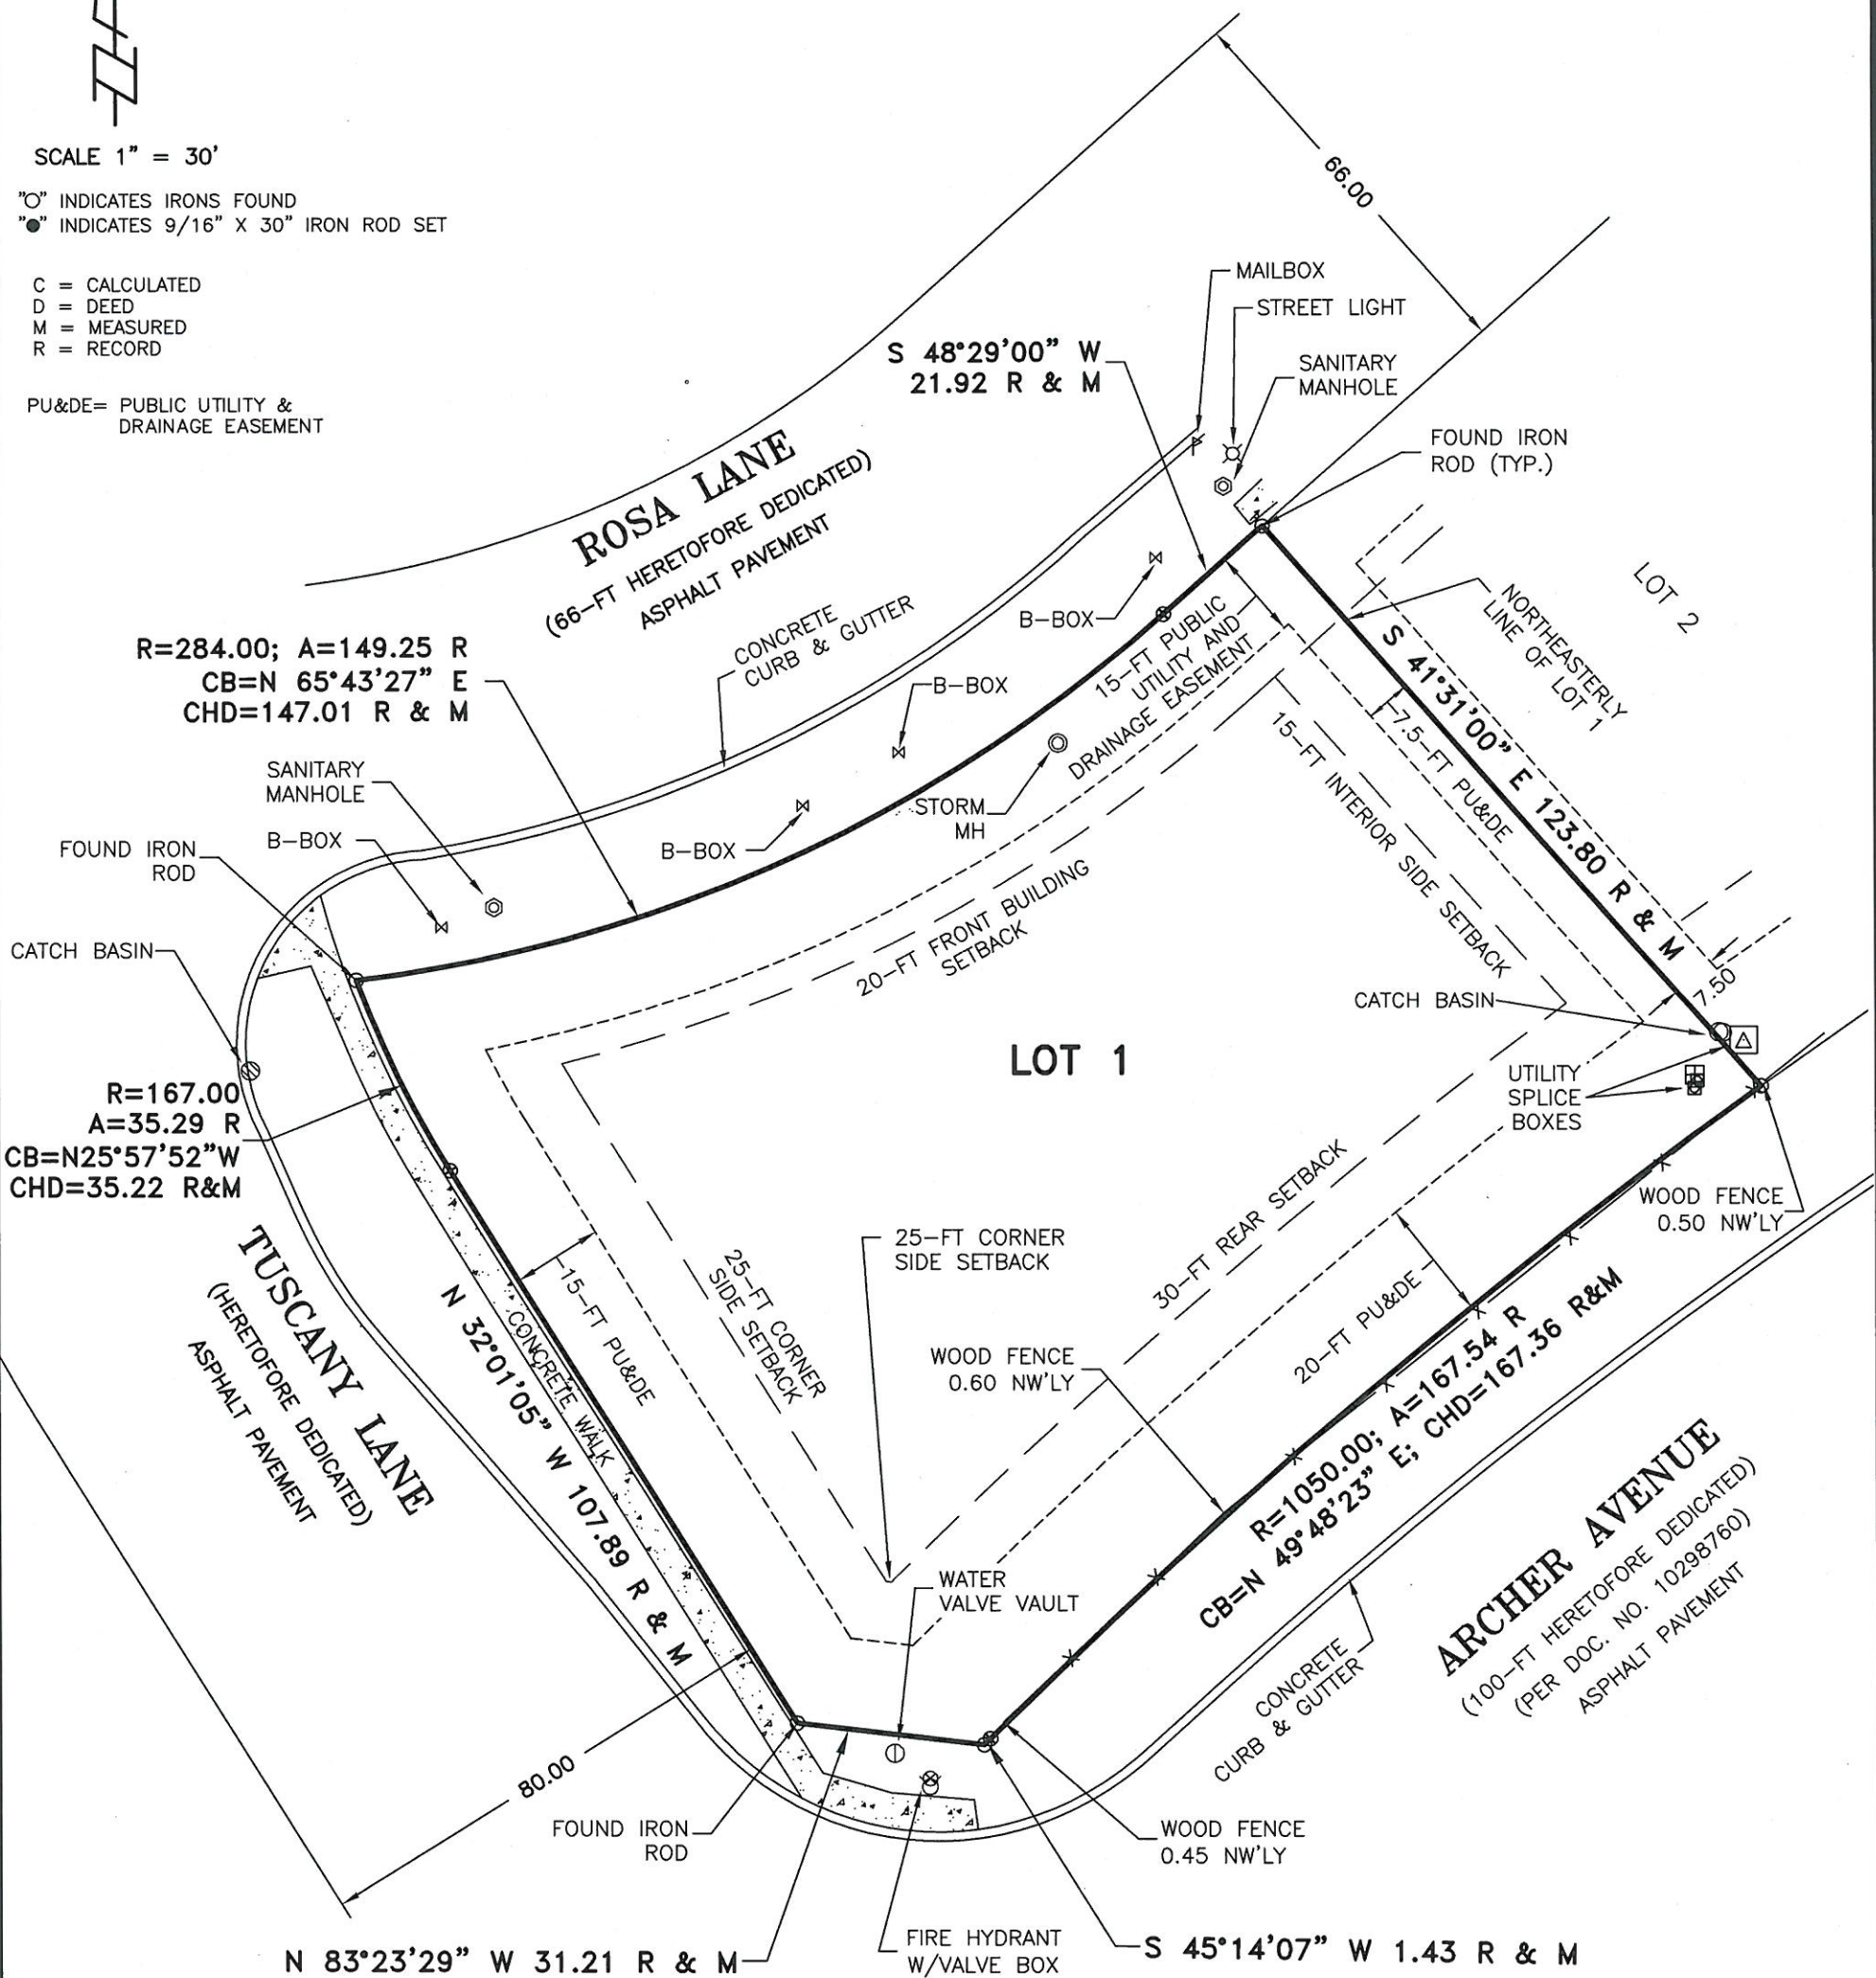 SCALE 1" = 30'
"O" INDICATES IRONS FOUND
"●" INDICATES 9/16" X 30" IRON ROD SET
C = CALCULATED
D = DEED
M = MEASURED
R = RECORD
PU&DE= PUBLIC UTILITY &
DRAINAGE EASEMENT
66.00
MAILBOX
STREET LIGHT
S 48°29'00" W
21.92 R & M
SANITARY
MANHOLE
FOUND IRON
ROD (TYP.)
ROSA LANE
(66-FT HERETOFORE DEDICATED)
ASPHALT PAVEMENT
CONCRETE
CURB & GUTTER
B-BOX
LOT 2
NORTHEASTERLY
LINE OF LOT 1
R=284.00; A=149.25 R
CB=N 65°43'27" E
CHD=147.01 R & M
B-BOX
15-FT PUBLIC
UTILITY AND
DRAINAGE EASEMENT
S 41°31'00" E 123.80 R & M
7.5-FT PU&DE
15-FT INTERIOR SIDE SETBACK
SANITARY
MANHOLE
B-BOX
FOUND IRON
ROD
B-BOX
STORM
MH
20-FT FRONT BUILDING
SETBACK
CATCH BASIN
CATCH BASIN
7.50
LOT 1
UTILITY
SPLICE
BOXES
R=167.00
A=35.29 R
CB=N25°57'52"W
CHD=35.22 R&M
WOOD FENCE
0.50 NW'LY
TUSCANY LANE
(HERETOFORE DEDICATED)
ASPHALT PAVEMENT
N 32°01'05" W 107.89 R & M
CONCRETE WALK
15-FT PU&DE
25-FT CORNER
SIDE SETBACK
25-FT CORNER
SIDE SETBACK
30-FT REAR SETBACK
20-FT PU&DE
WOOD FENCE
0.60 NW'LY
R=1050.00; A=167.54 R
CB=N 49°48'23" E; CHD=167.36 R&M
ARCHER AVENUE
(100-FT HERETOFORE DEDICATED)
(PER DOC. NO. 10298760)
ASPHALT PAVEMENT
WATER
VALVE VAULT
CONCRETE
CURB & GUTTER
80.00
FOUND IRON
ROD
WOOD FENCE
0.45 NW'LY
FIRE HYDRANT
W/VALVE BOX
N 83°23'29" W 31.21 R & M
S 45°14'07" W 1.43 R & M